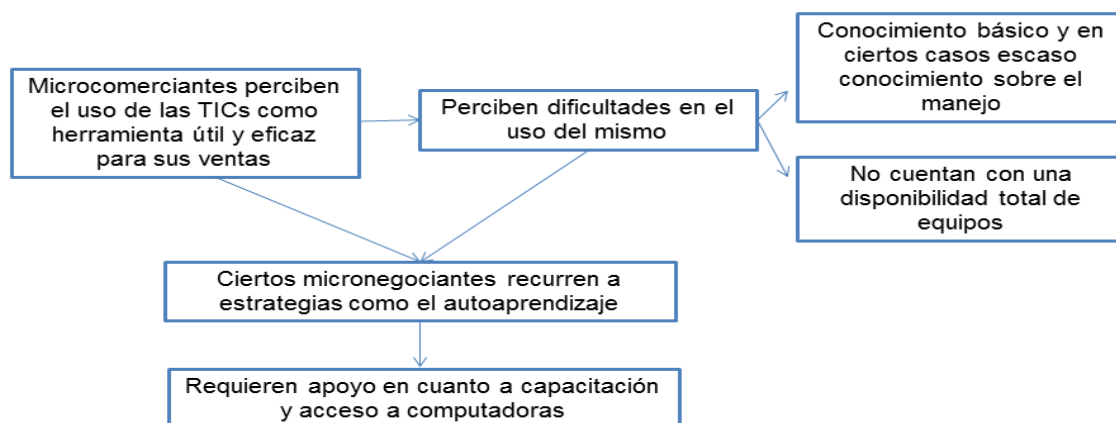 Microcomerciantes perciben
el uso de las TICs como
herramienta útil y eficaz
para sus ventas
Perciben dificultades en el
uso del mismo
Conocimiento básico y en
ciertos casos escaso
conocimiento sobre el
manejo
No cuentan con una
disponibilidad total de
equipos
Ciertos micronegociantes recurren a
estrategias como el autoaprendizaje
Requieren apoyo en cuanto a capacitación
y acceso a computadoras